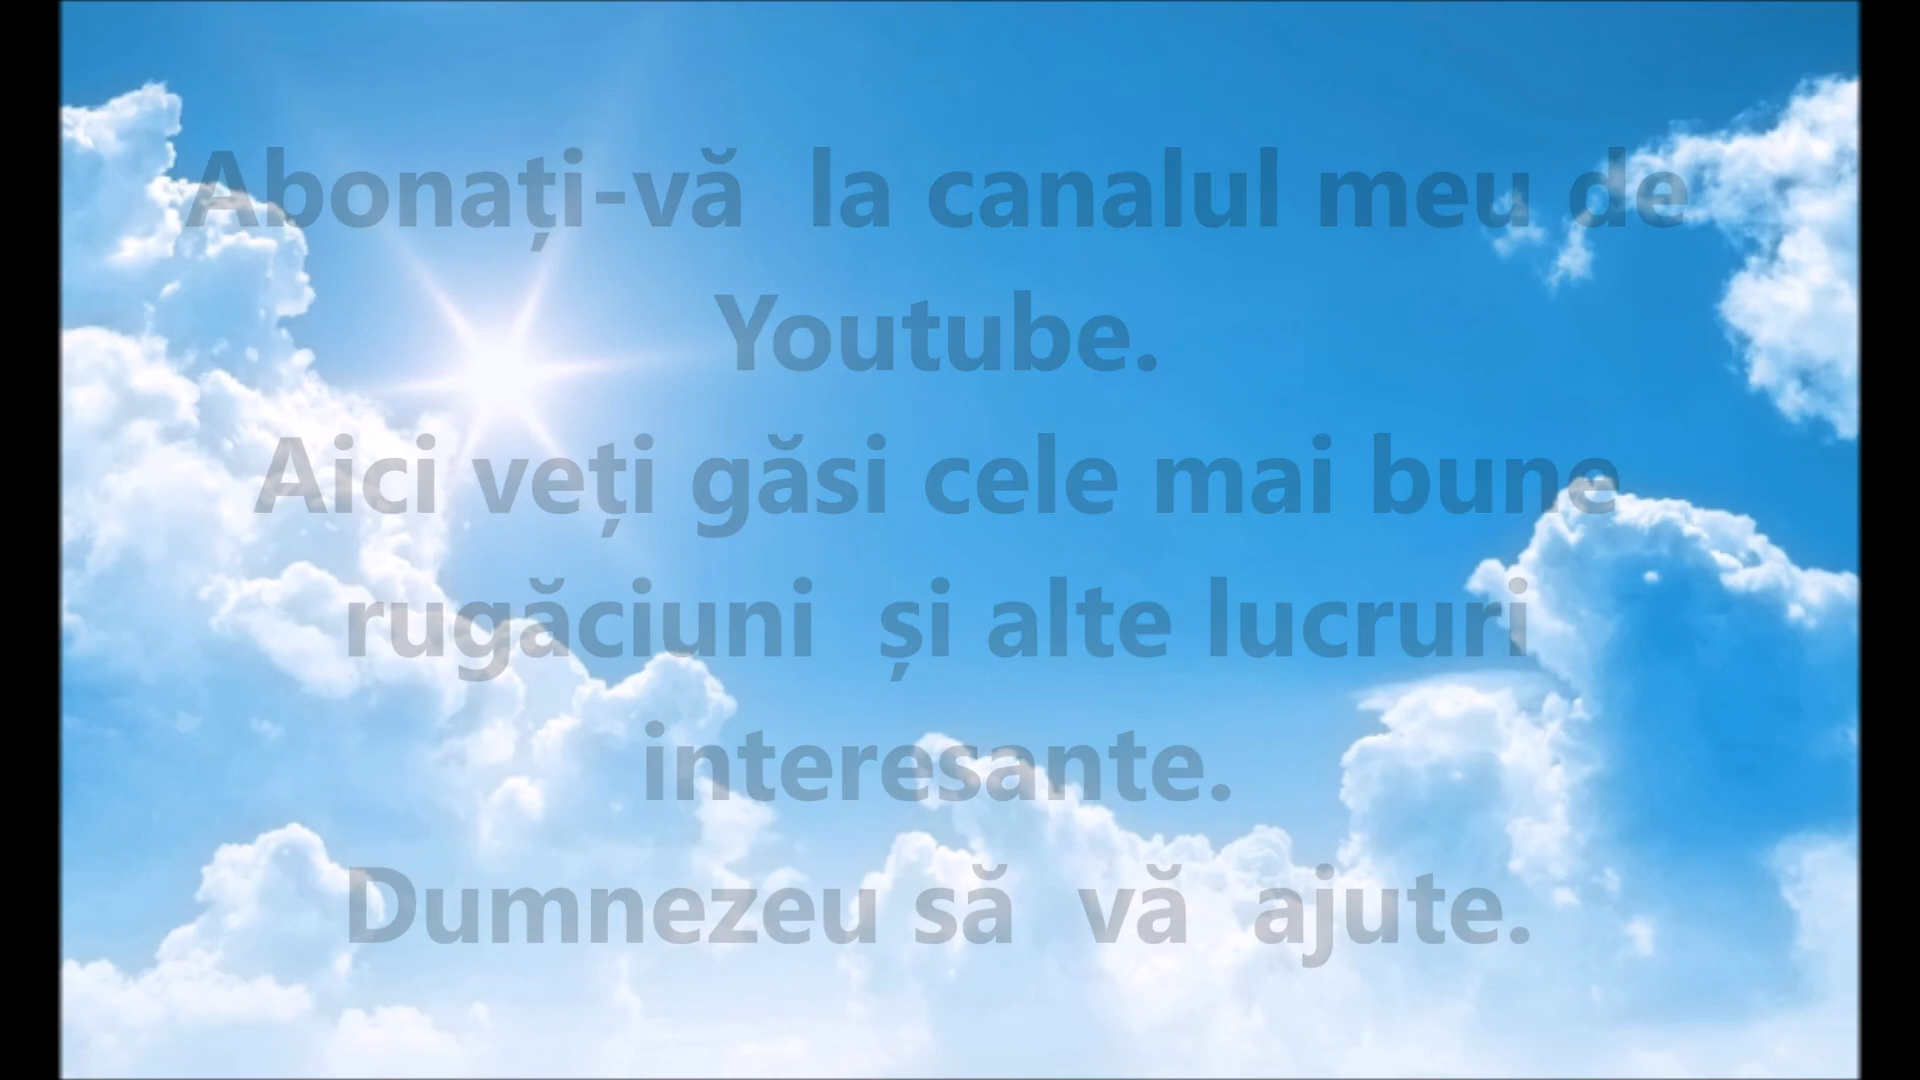 Abonați-vă la canalul meu de
Youtube.
Aici veți găsi cele mai bune
rugăciuni și alte lucruri
interesante.
Dumnezeu să vă ajute.